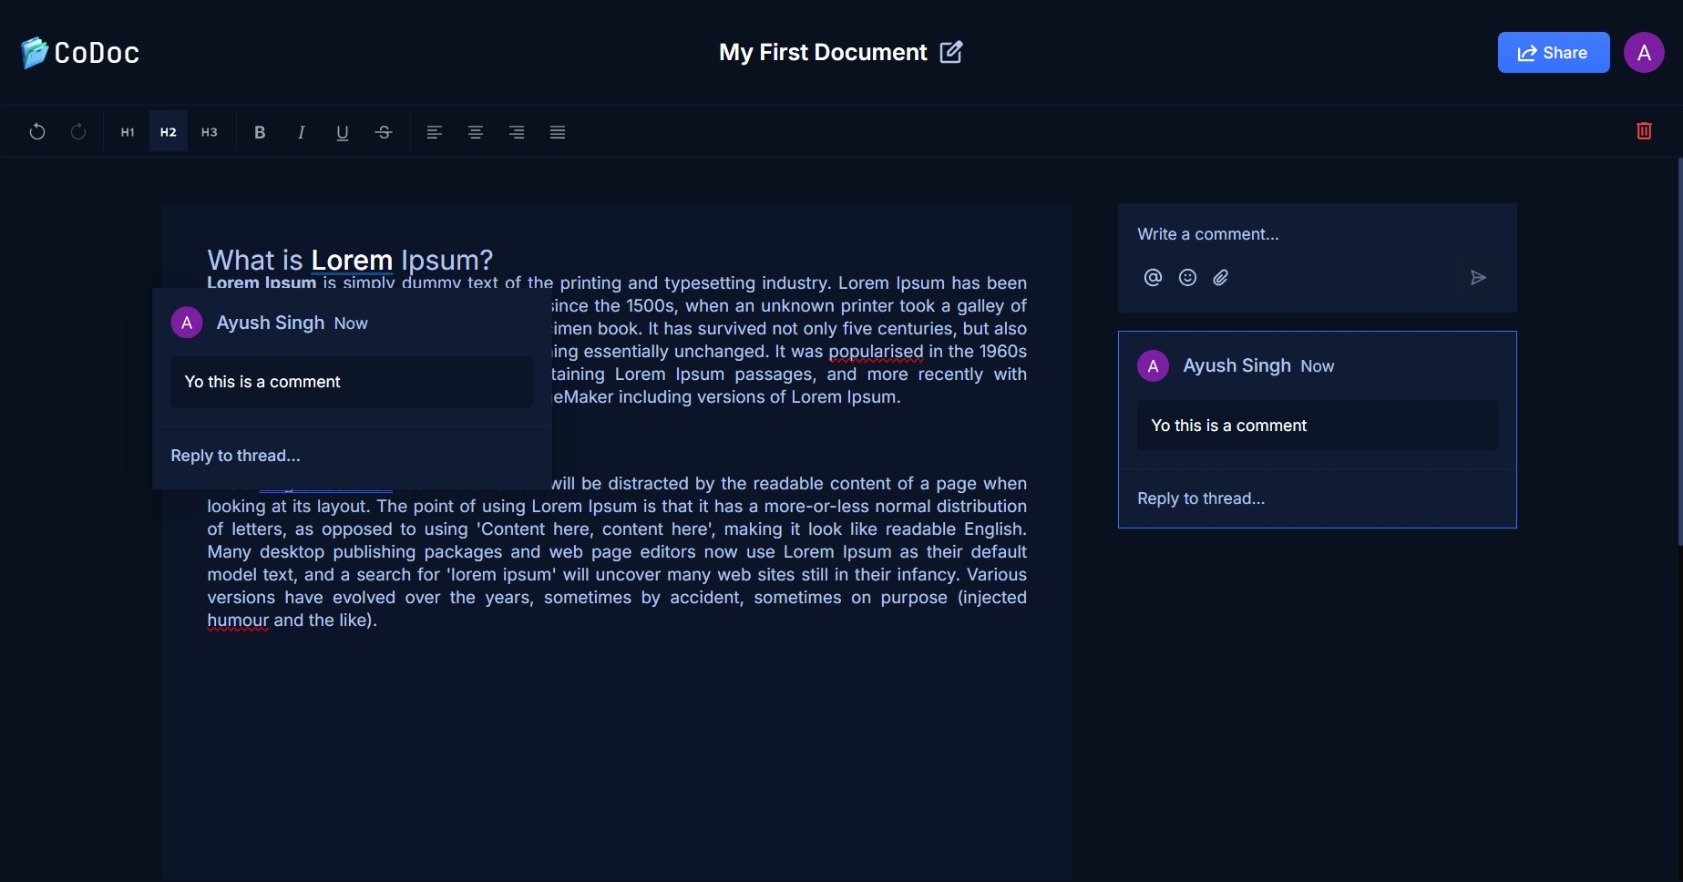 CoDoc
My First Document
Share
A
H1 H2 H3 B I U S
What is Lorem Ipsum?
Lorem Ipsum is simply dummy text of the printing and typesetting industry. Lorem Ipsum has been
since the 1500s, when an unknown printer took a galley of
imen book. It has survived not only five centuries, but also
ing essentially unchanged. It was popularised in the 1960s
taining Lorem Ipsum passages, and more recently with
eMaker including versions of Lorem Ipsum.
A Ayush Singh Now
Yo this is a comment
Reply to thread...
will be distracted by the readable content of a page when
looking at its layout. The point of using Lorem Ipsum is that it has a more-or-less normal distribution
of letters, as opposed to using 'Content here, content here', making it look like readable English.
Many desktop publishing packages and web page editors now use Lorem Ipsum as their default
model text, and a search for 'lorem ipsum' will uncover many web sites still in their infancy. Various
versions have evolved over the years, sometimes by accident, sometimes on purpose (injected
humour and the like).
Write a comment...
A Ayush Singh Now
Yo this is a comment
Reply to thread...